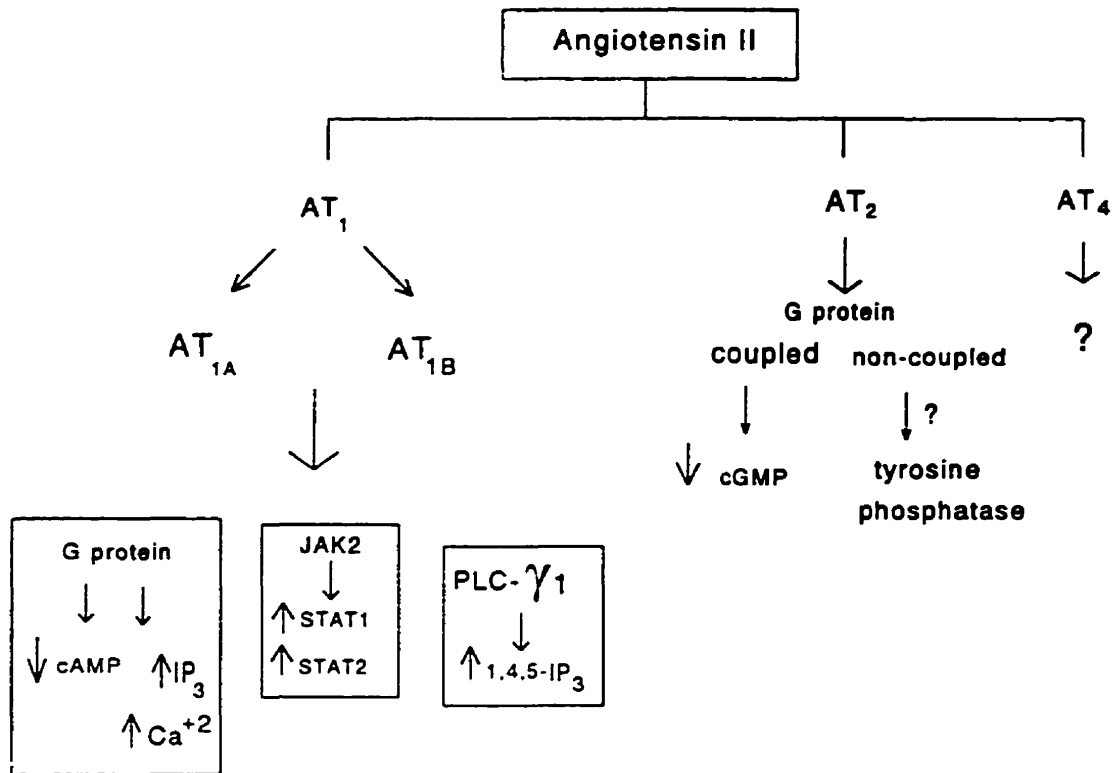 Angiotensin II
AT₁
AT₂
AT₄
AT₁A
AT₁B
G protein
coupled
non-coupled
?
?
↓ cGMP
tyrosine
phosphatase
G protein
↓ cAMP
↑IP₃
↑ Ca⁺²
JAK2
↑ STAT1
↑ STAT2
PLC-γ1
↑ 1,4,5-IP₃